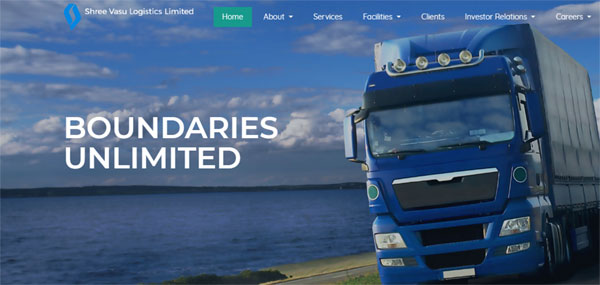 Shree Vasu Logistics Limited
Home About Services Facilities Clients Investor Relations Careers
BOUNDARIES
UNLIMITED